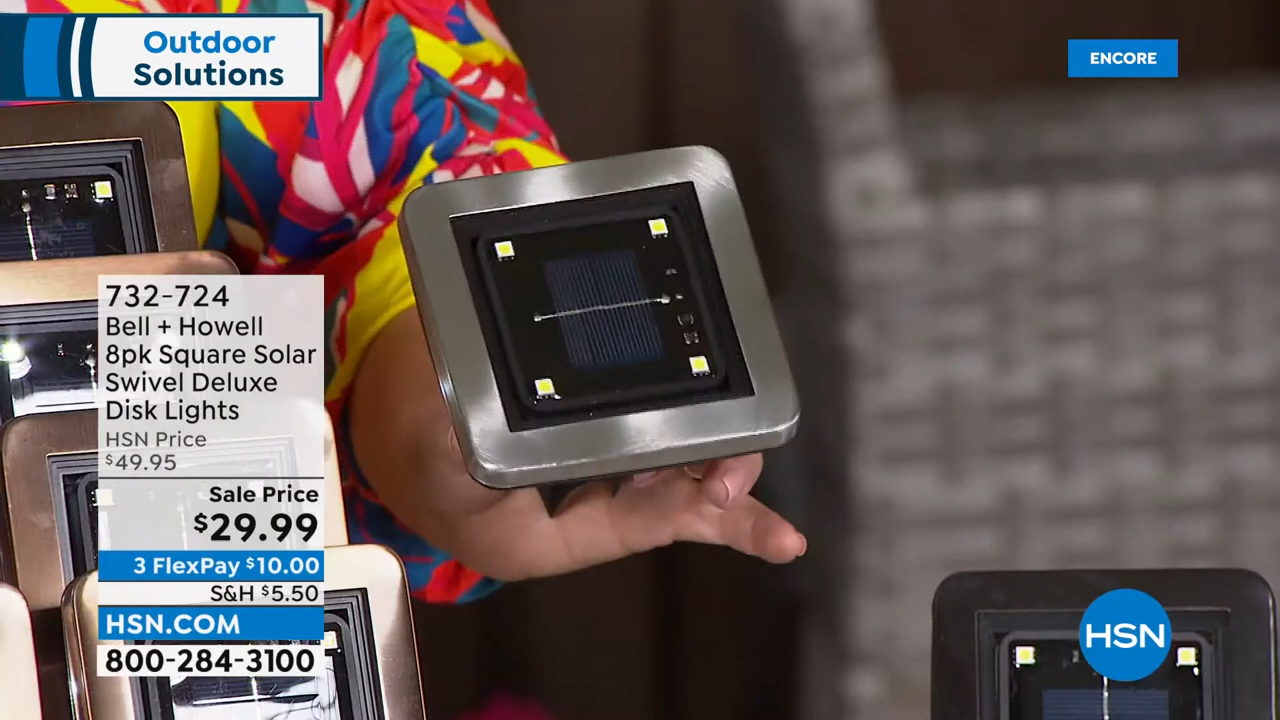 Outdoor
Solutions
ENCORE
732-724
Bell + Howell
8pk Square Solar
Swivel Deluxe
Disk Lights
HSN Price
$49.95
Sale Price
$29.99
3 FlexPay $10.00
S&H $5.50
HSN.COM
800-284-3100
HSN